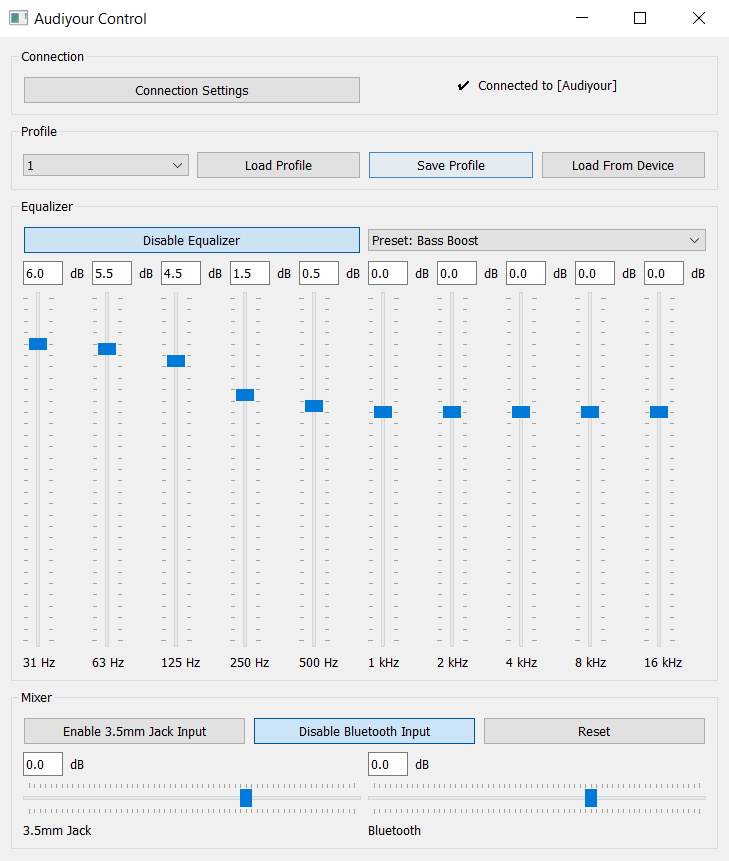 Audiyour Control
Connection
Connection Settings
✔ Connected to [Audiyour]
Profile
1 Load Profile Save Profile Load From Device
Equalizer
Disable Equalizer Preset: Bass Boost
6.0 dB 5.5 dB 4.5 dB 1.5 dB 0.5 dB 0.0 dB 0.0 dB 0.0 dB 0.0 dB 0.0 dB
31 Hz 63 Hz 125 Hz 250 Hz 500 Hz 1 kHz 2 kHz 4 kHz 8 kHz 16 kHz
Mixer
Enable 3.5mm Jack Input Disable Bluetooth Input Reset
0.0 dB 0.0 dB
3.5mm Jack Bluetooth